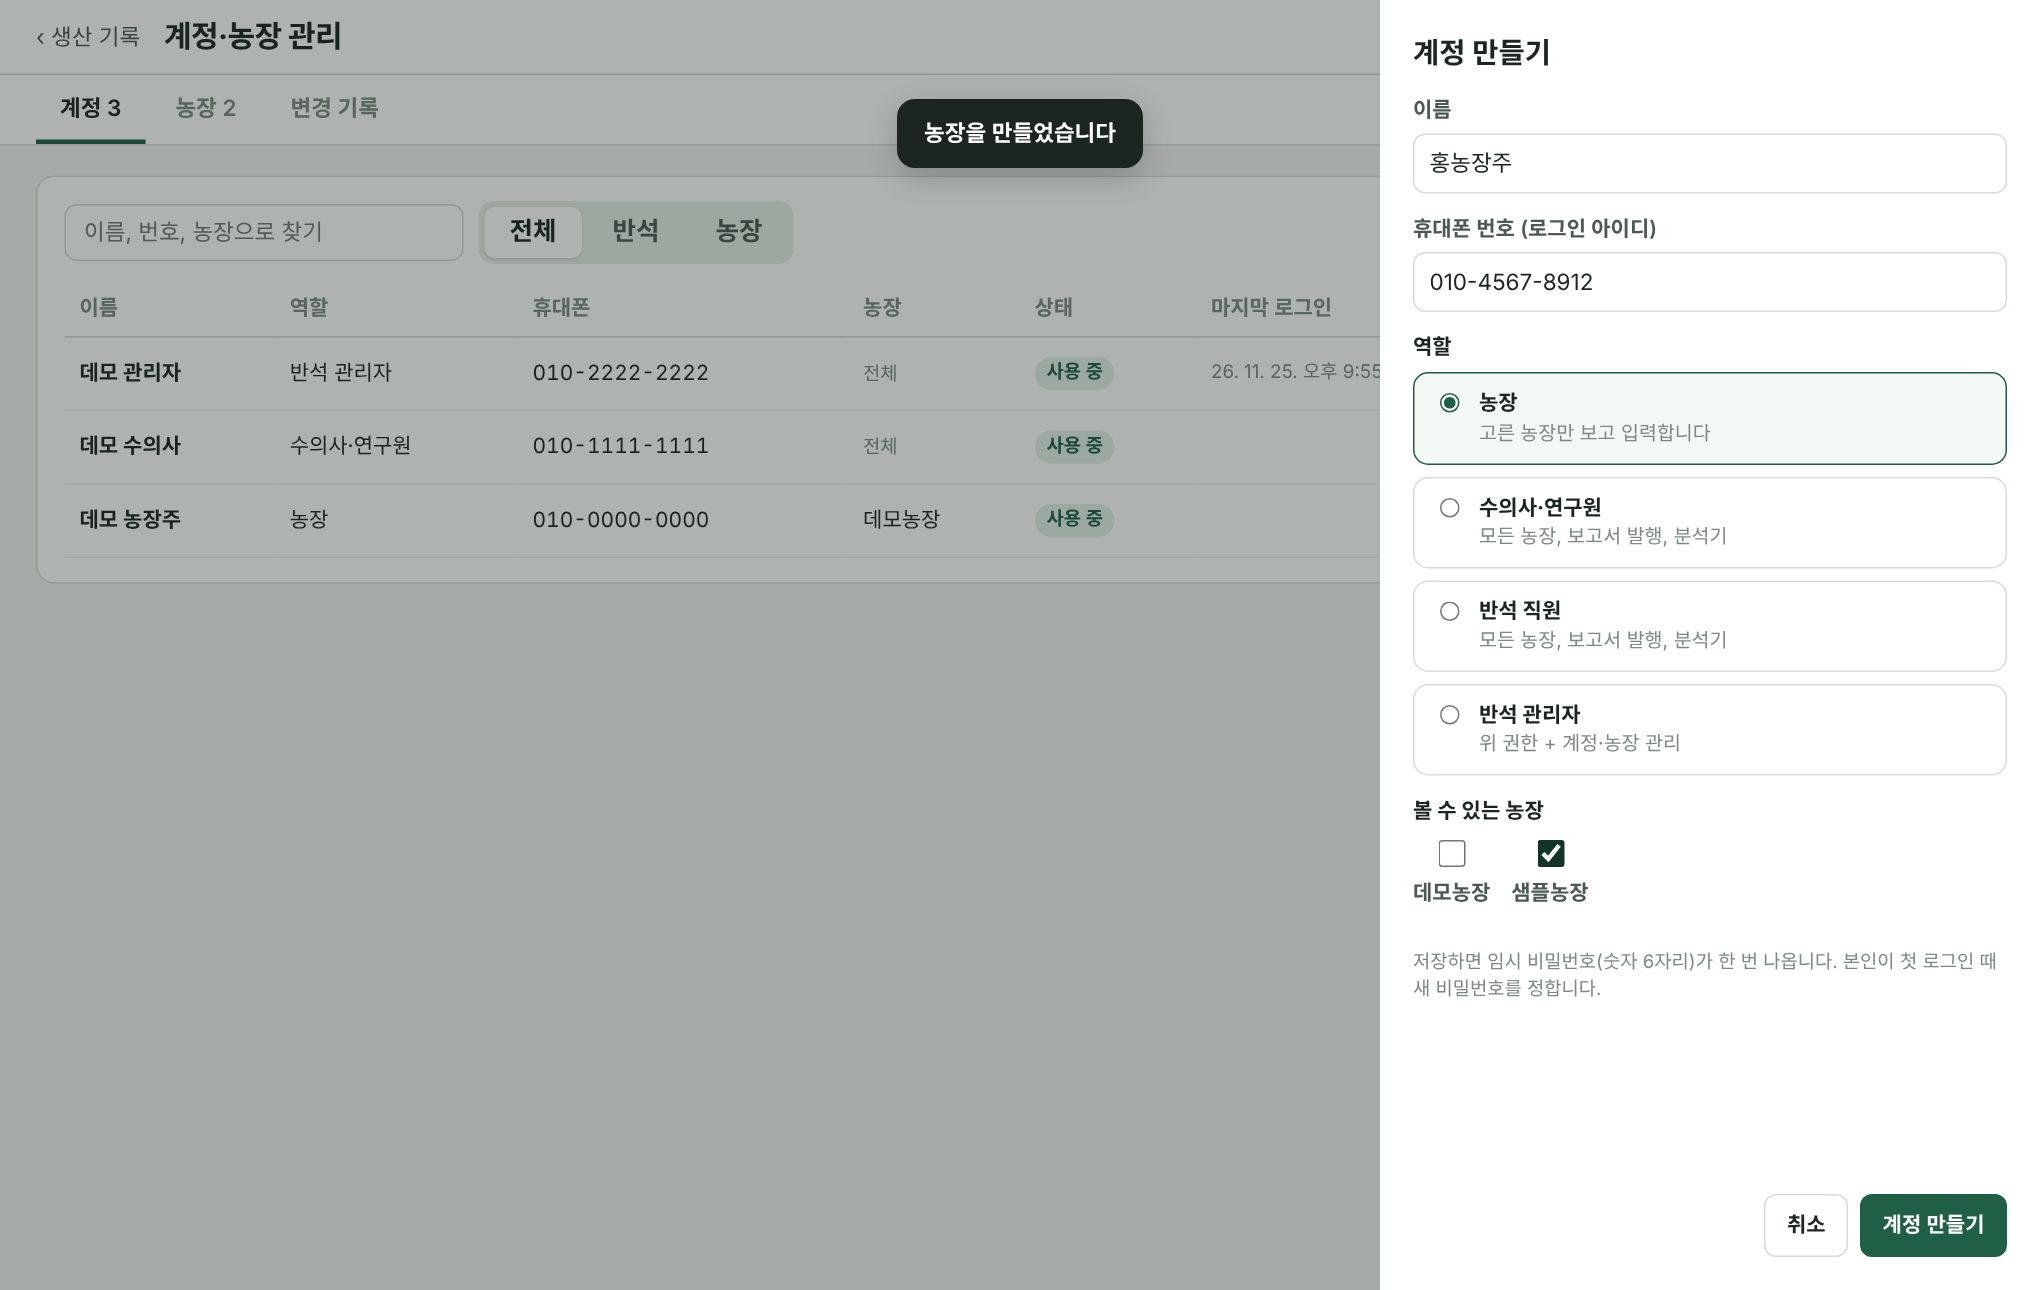 ‹ 생산 기록 계정·농장 관리
계정 3 농장 2 변경 기록
농장을 만들었습니다
이름, 번호, 농장으로 찾기 전체 반석 농장
이름 역할 휴대폰 농장 상태 마지막 로그인
데모 관리자 반석 관리자 010-2222-2222 전체 사용 중 26. 11. 25. 오후 9:55
데모 수의사 수의사·연구원 010-1111-1111 전체 사용 중
데모 농장주 농장 010-0000-0000 데모농장 사용 중
계정 만들기
이름
홍농장주
휴대폰 번호 (로그인 아이디)
010-4567-8912
역할
농장
고른 농장만 보고 입력합니다
수의사·연구원
모든 농장, 보고서 발행, 분석기
반석 직원
모든 농장, 보고서 발행, 분석기
반석 관리자
위 권한 + 계정·농장 관리
볼 수 있는 농장
데모농장 샘플농장
저장하면 임시 비밀번호(숫자 6자리)가 한 번 나옵니다. 본인이 첫 로그인 때
새 비밀번호를 정합니다.
취소 계정 만들기